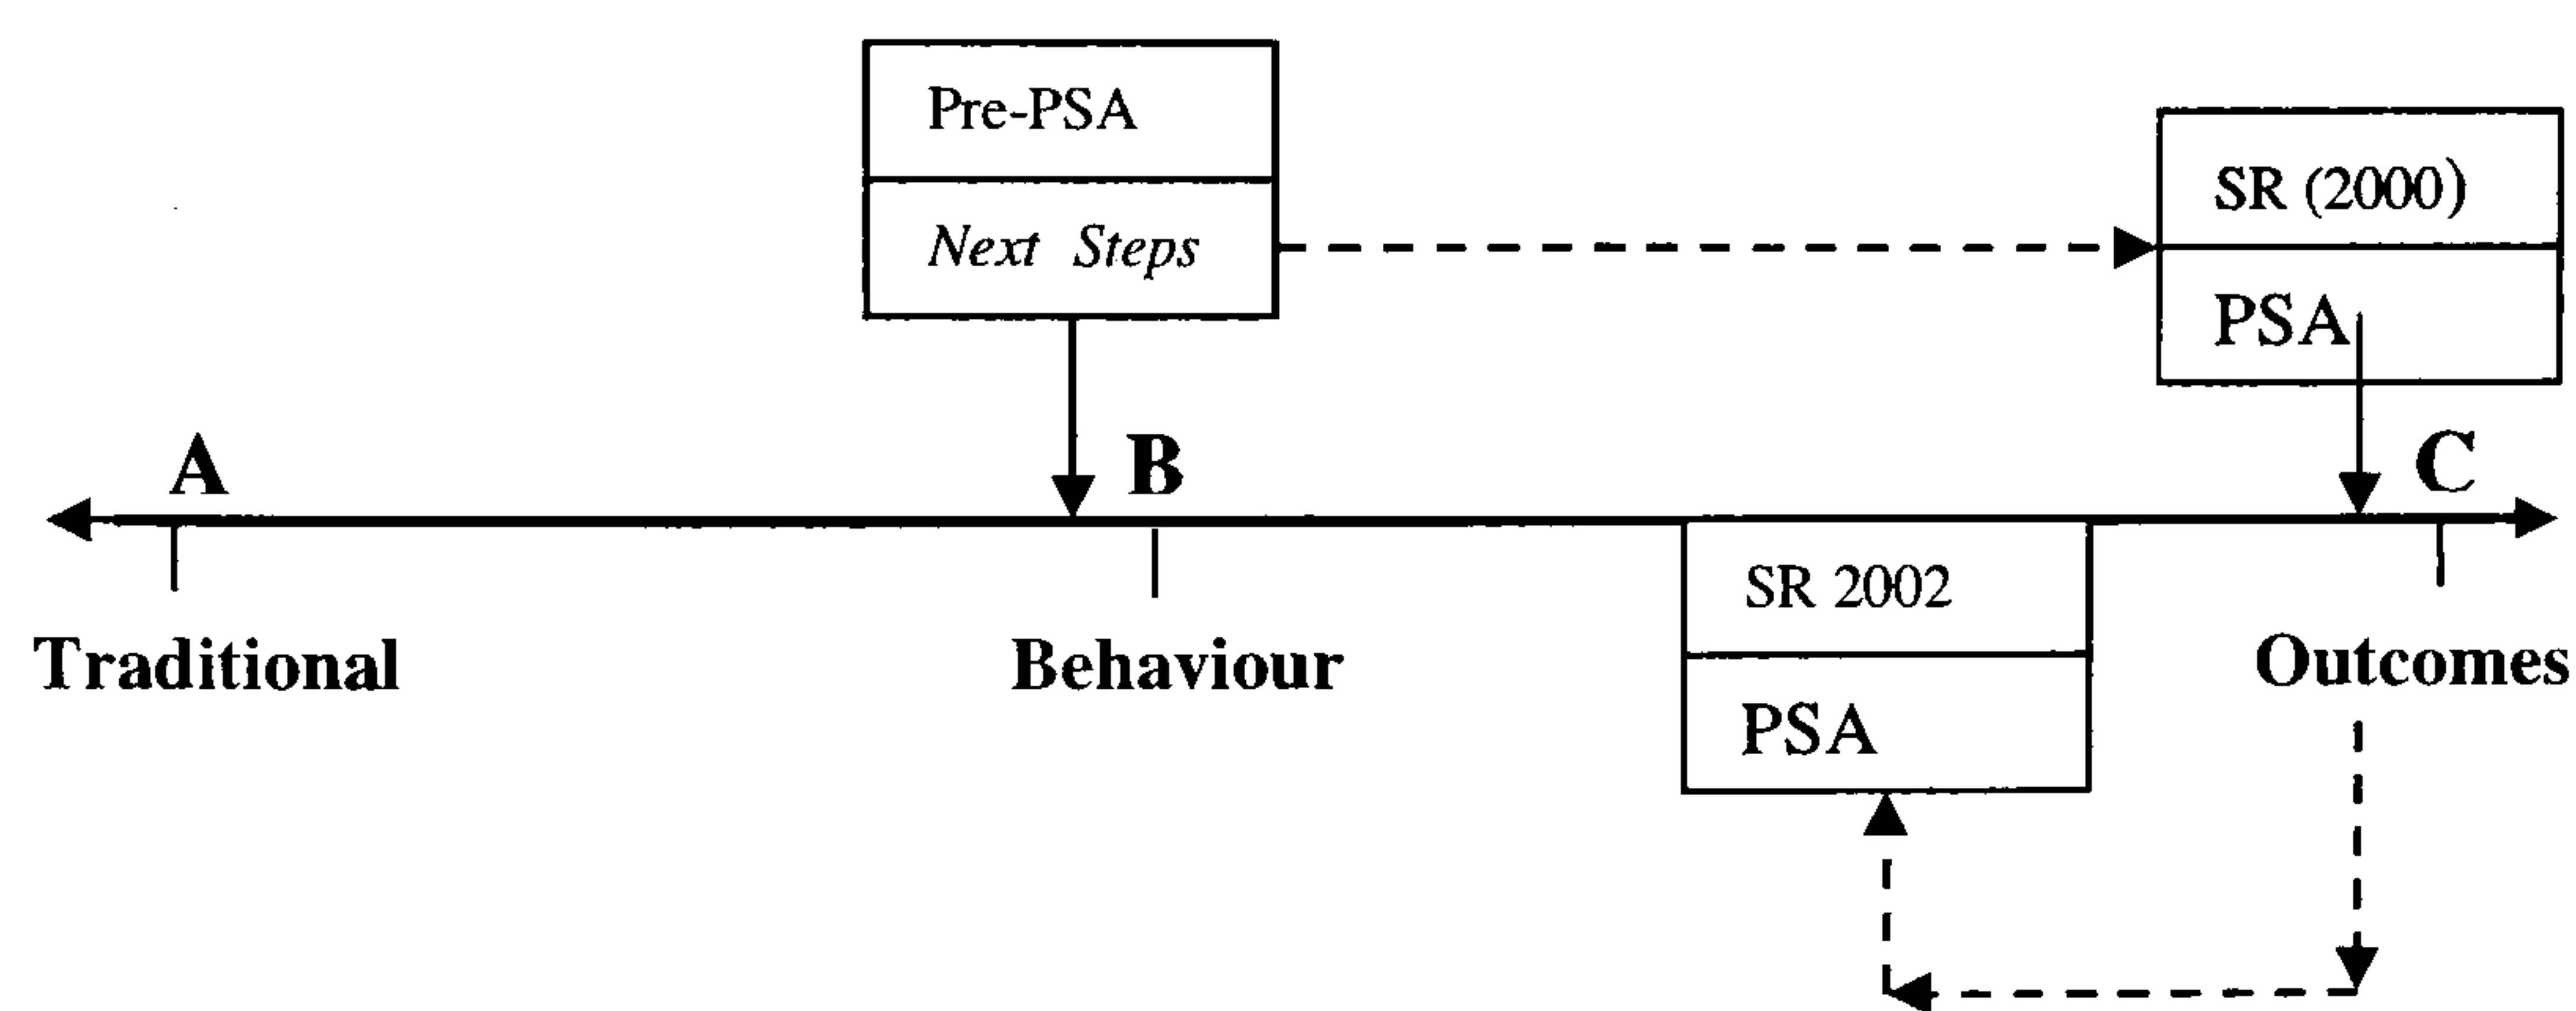 Pre-PSA
Next Steps
SR (2000)
PSA
A
B
C
SR 2002
PSA
Traditional
Behaviour
Outcomes